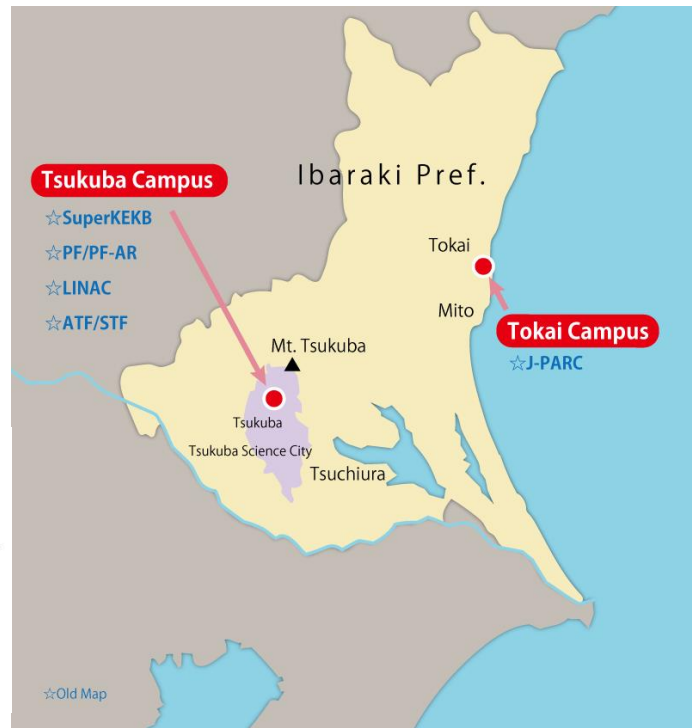 Ibaraki Pref.
Tsukuba Campus
☆SuperKEKB
☆PF/PF-AR
☆LINAC
☆ATF/STF
Tokai
Mito
Tokai Campus
☆J-PARC
Mt. Tsukuba
Tsukuba
Tsukuba Science City
Tsuchiura
☆Old Map